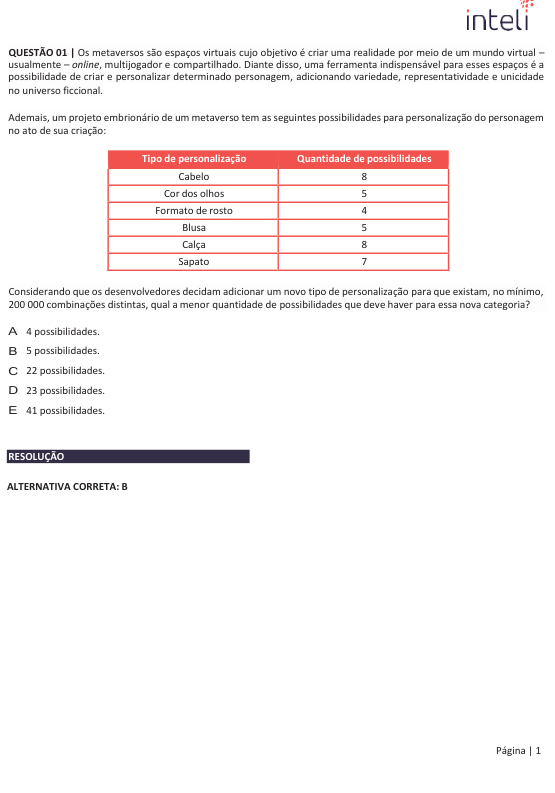 inteli
QUESTÃO 01 | Os metaversos são espaços virtuais cujo objetivo é criar uma realidade por meio de um mundo virtual –
usualmente – online, multijogador e compartilhado. Diante disso, uma ferramenta indispensável para esses espaços é a
possibilidade de criar e personalizar determinado personagem, adicionando variedade, representatividade e unicidade
no universo ficcional.
Ademais, um projeto embrionário de um metaverso tem as seguintes possibilidades para personalização do personagem
no ato de sua criação:
Tipo de personalização Quantidade de possibilidades
Cabelo 8
Cor dos olhos 5
Formato de rosto 4
Blusa 5
Calça 8
Sapato 7
Considerando que os desenvolvedores decidam adicionar um novo tipo de personalização para que existam, no mínimo,
200 000 combinações distintas, qual a menor quantidade de possibilidades que deve haver para essa nova categoria?
A 4 possibilidades.
B 5 possibilidades.
C 22 possibilidades.
D 23 possibilidades.
E 41 possibilidades.
RESOLUÇÃO
ALTERNATIVA CORRETA: B
Página | 1